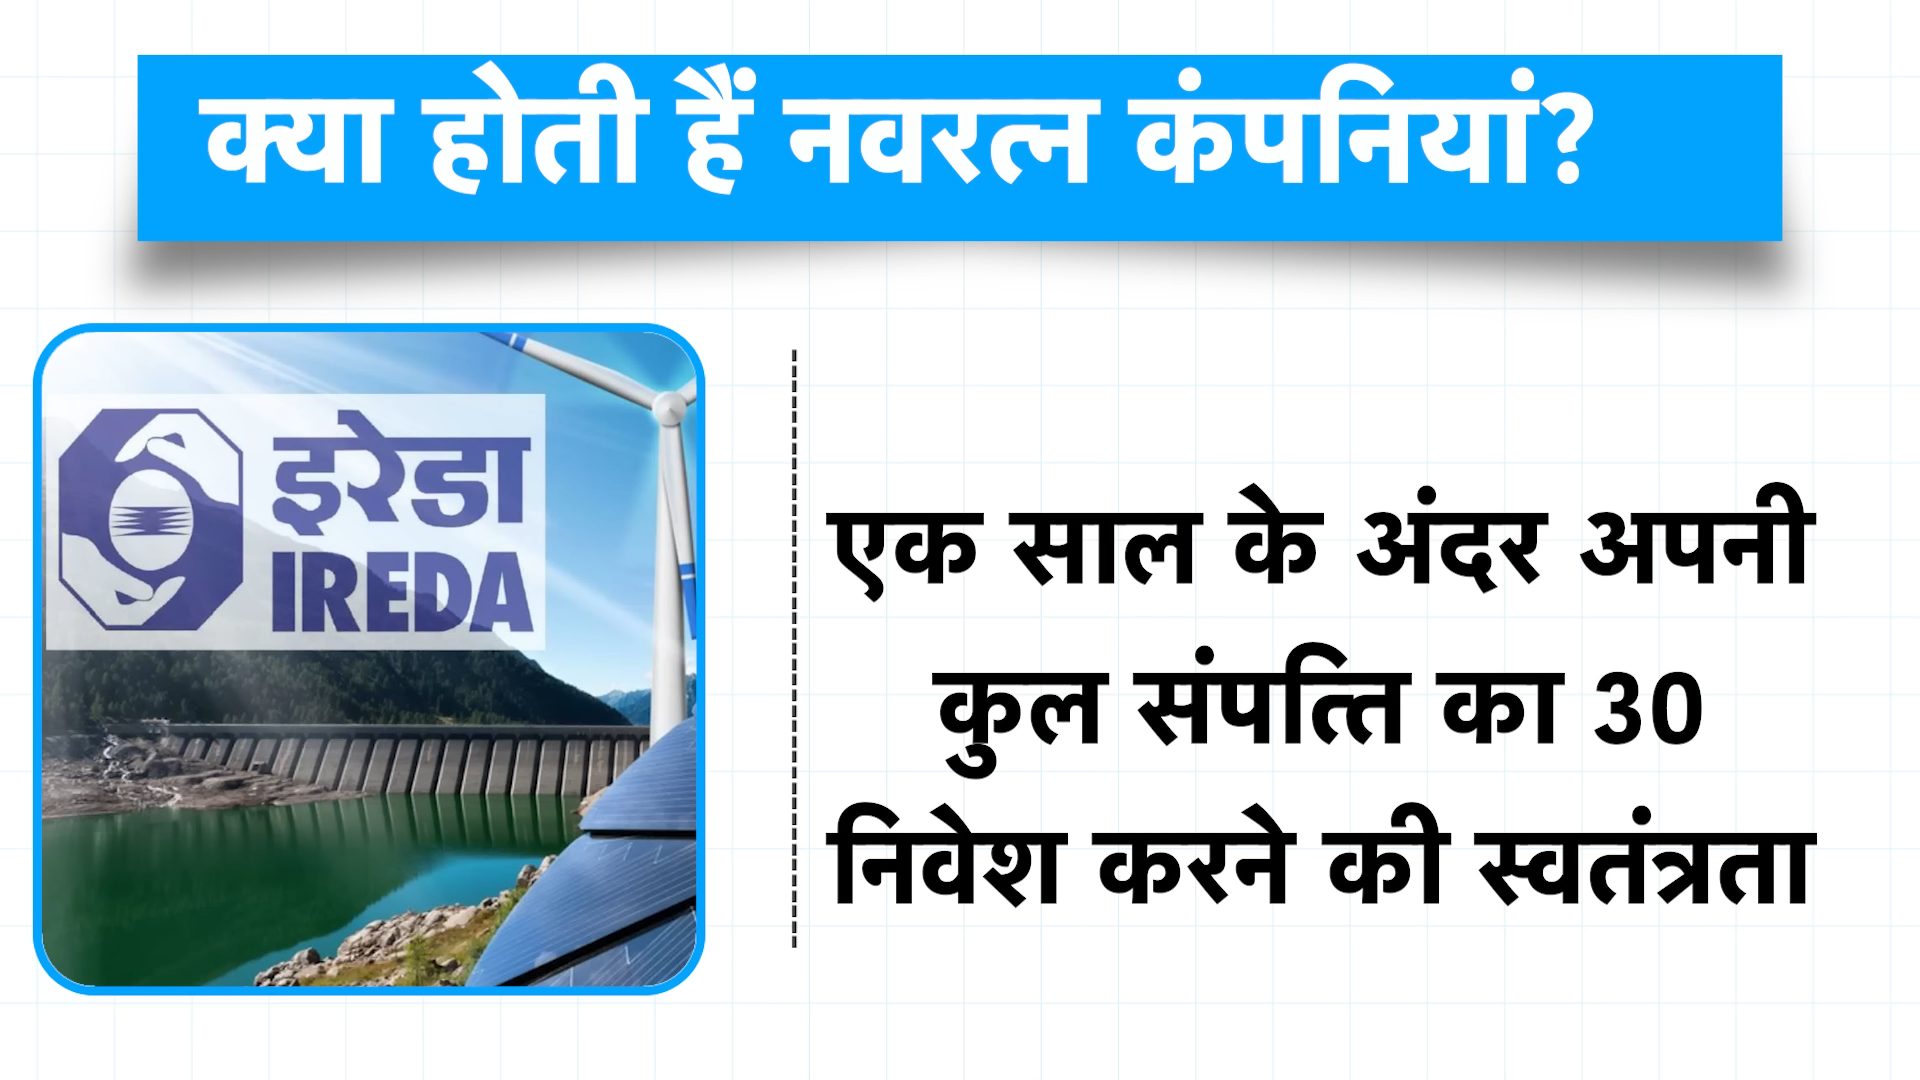 क्या होती हैं नवरत्न कंपनियां?
इरेडा
IREDA
एक साल के अंदर अपनी
कुल संपत्ति का 30
निवेश करने की स्वतंत्रता